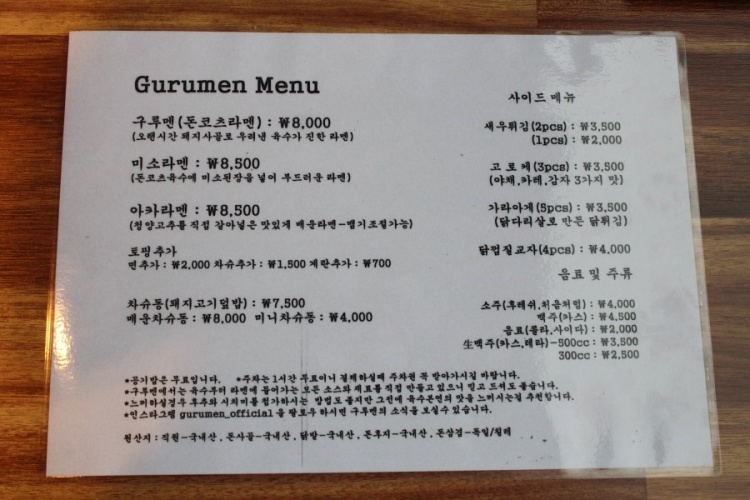 Gurumen Menu
구루멘(돈코츠라멘) : ₩8,000
(오랜시간 돼지사골로 우려낸 육수가 진한 라멘)
미소라멘 : ₩8,500
(돈코츠육수에 미소된장을 넣어 부드러운 라멘)
아카라멘 : ₩8,500
(청양고추를 직접 갈아넣은 맛있게 매운라멘-맵기조절가능)
토핑추가
면추가 : ₩2,000 차슈추가 : ₩1,500 계란추가 : ₩700
차슈동(돼지고기덮밥) : ₩7,500
매운차슈동 : ₩8,000 미니차슈동 : ₩4,000
사이드 메뉴
새우튀김(2pcs) : ₩3,500
(1pcs) : ₩2,000
고로케(3pcs) : ₩3,500
(야채,카레,감자 3가지 맛)
가라아게(5pcs) : ₩3,500
(닭다리살로 만든 닭튀김)
닭껍질교자(4pcs) : ₩4,000
음료 및 주류
소주(후레쉬,처음처럼) : ₩4,000
맥주(카스) : ₩4,500
음료(콜라,사이다) : ₩2,000
生맥주(카스,테라)-500cc : ₩3,500
300cc : ₩2,500
*공기밥은 무료입니다. *주차는 1시간 무료이니 결제하실때 주차권 꼭 받아가시길 바랍니다.
*구루멘에서는 육수부터 라멘에 들어가는 모든 소스와 재료를 직접 만들고있으니 믿고 드셔도 좋습니다.
*느끼하실경우 후추와 시치미를 첨가하시는 방법도 좋지만 그전에 육수본연의 맛을 느끼시는걸 추천합니다.
*인스타그램 gurumen_official 을 팔로우 하시면 구루멘의 소식을 보실수 있습니다.
원산지 : 직원-국내산 , 돈사골-국내산 , 닭발-국내산 , 돈후지-국내산 , 돈삼겹-독일/칠레